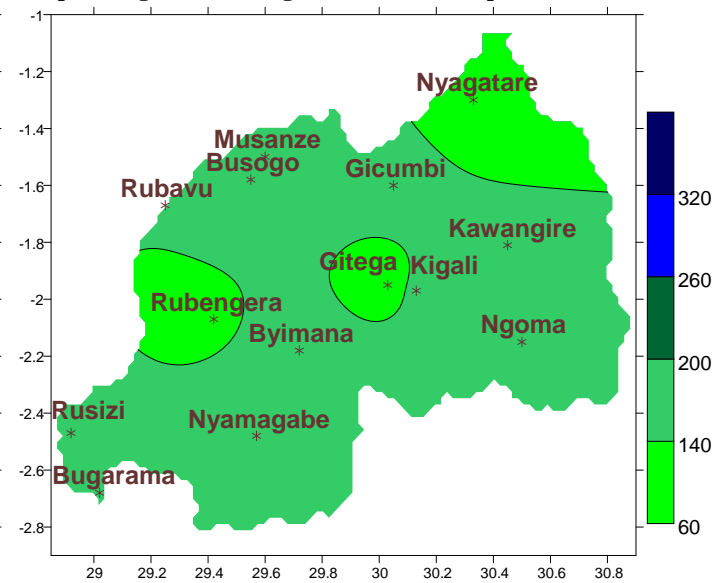 -1
-1.2
Nyagatare
-1.4
Musanze
Busogo
Gicumbi
-1.6
Rubavu
320
-1.8
Kawangire
Gitega
Kigali
260
-2
Rubengera
Byimana
Ngoma
-2.2
200
-2.4
Rusizi
Nyamagabe
140
-2.6
Bugarama
-2.8
60
29
29.2
29.4
29.6
29.8
30
30.2
30.4
30.6
30.8